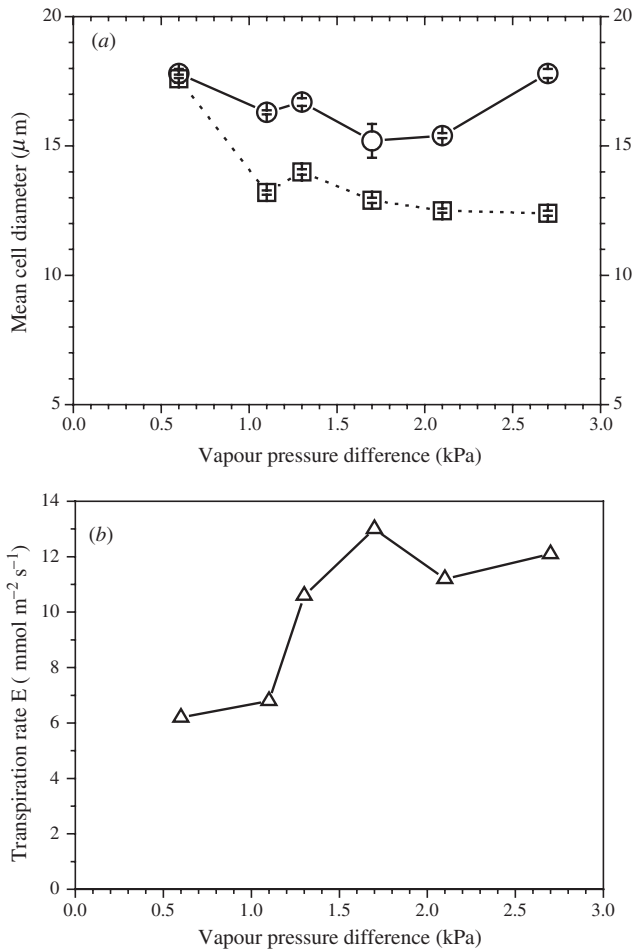 (a)
20
15
10
5
20
15
10
5
Mean cell diameter (μm)
0.0 0.5 1.0 1.5 2.0 2.5 3.0
Vapour pressure difference (kPa)
(b)
14
12
10
8
6
4
2
0
Transpiration rate E ( mmol m⁻² s⁻¹)
0.0 0.5 1.0 1.5 2.0 2.5 3.0
Vapour pressure difference (kPa)